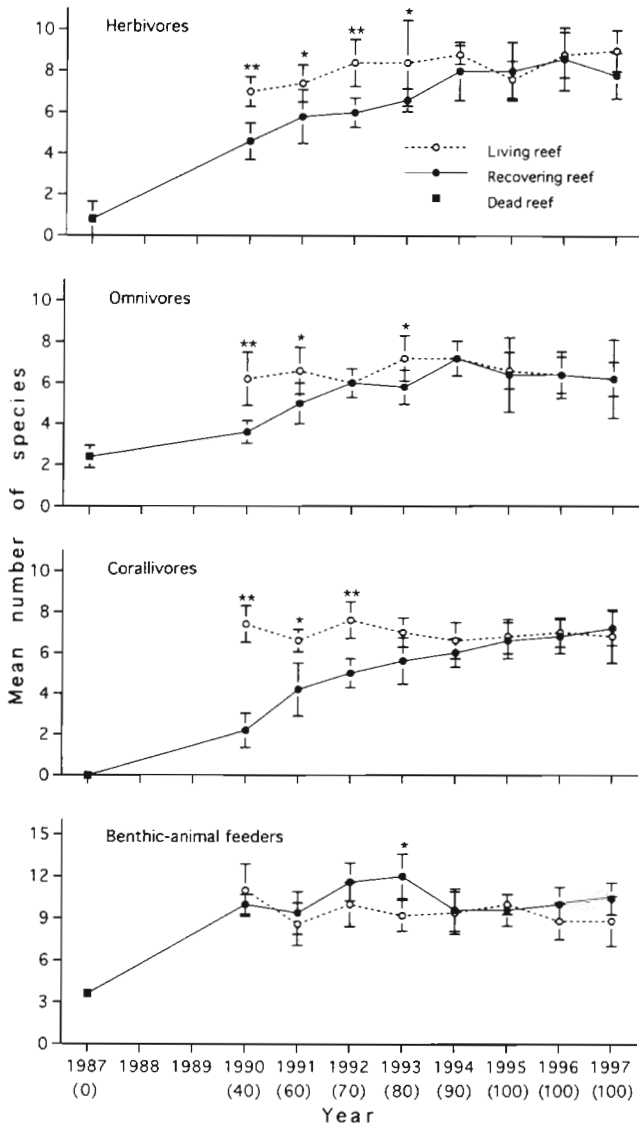 Herbivores
** * ** *
10
8
6
4
2
0
Living reef
Recovering reef
Dead reef
Omnivores
** * *
10
8
6
4
2
0
Corallivores
** * **
10
8
6
4
2
0
Benthic-animal feeders
*
15
12
9
6
3
0
Mean number of species
1987 1988 1989 1990 1991 1992 1993 1994 1995 1996 1997
(0) (40) (60) (70) (80) (90) (100) (100) (100)
Year